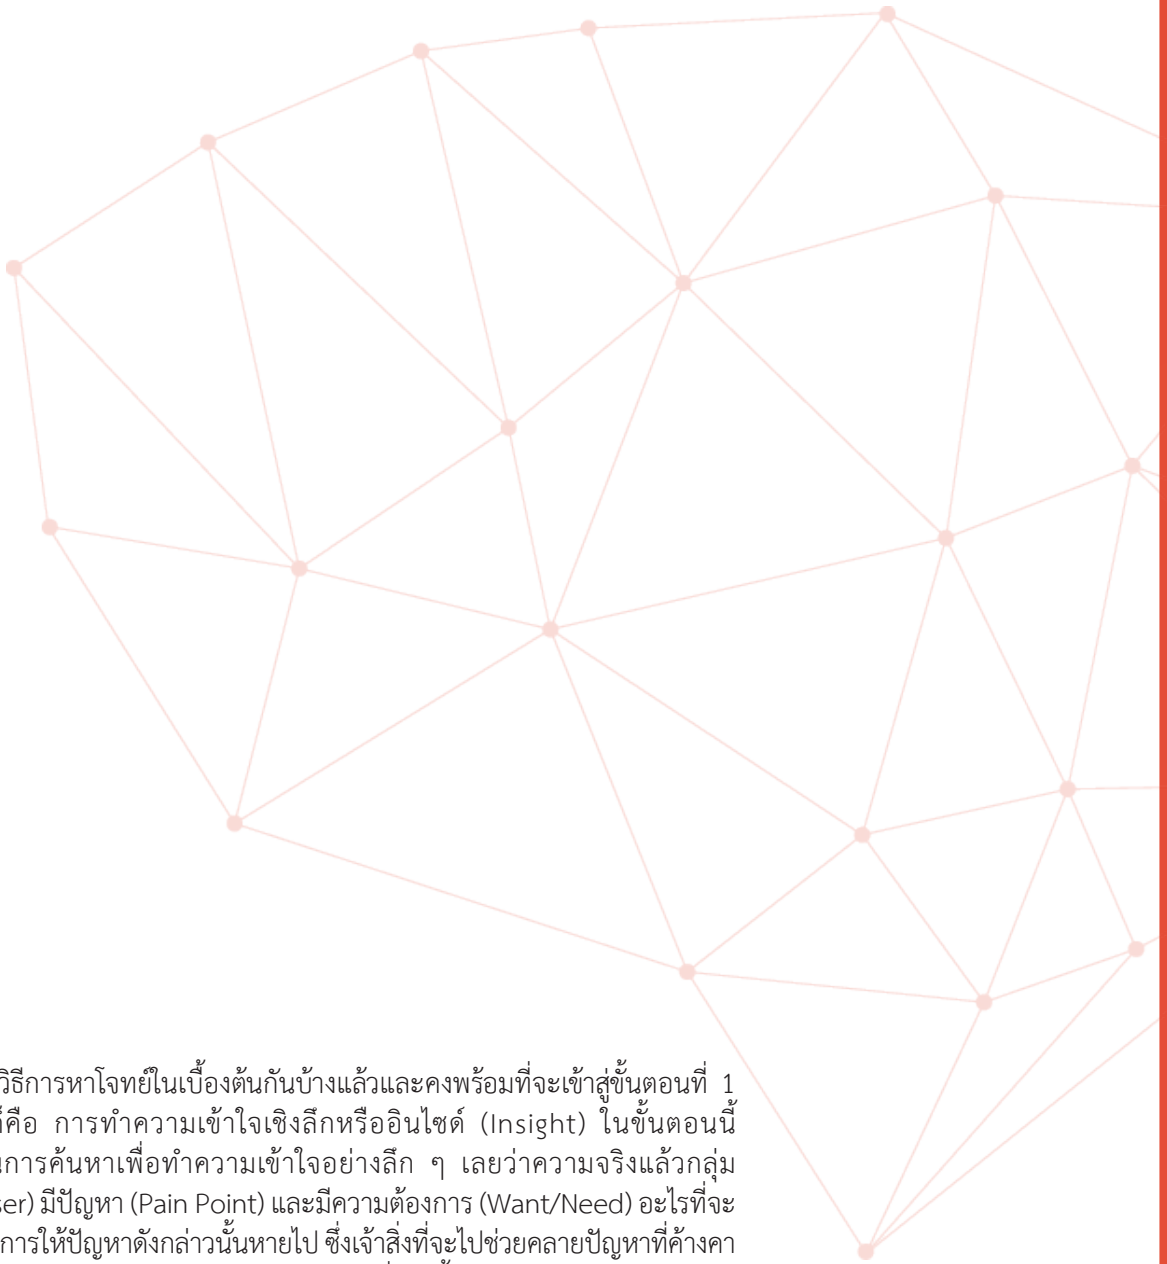 วิธีการหาโจทย์ในเบื้องต้นกันบ้างแล้วและคงพร้อมที่จะเข้าสู่ขั้นตอนที่ 1
คือ การทำความเข้าใจเชิงลึกหรืออินไซด์ (Insight) ในขั้นตอนนี้
การค้นหาเพื่อทำความเข้าใจอย่างลึก ๆ เลยว่าความจริงแล้วกลุ่ม
ser) มีปัญหา (Pain Point) และมีความต้องการ (Want/Need) อะไรที่จะ
การให้ปัญหาดังกล่าวนั้นหายไป ซึ่งเจ้าสิ่งที่จะไปช่วยคลายปัญหาที่ค้างคา